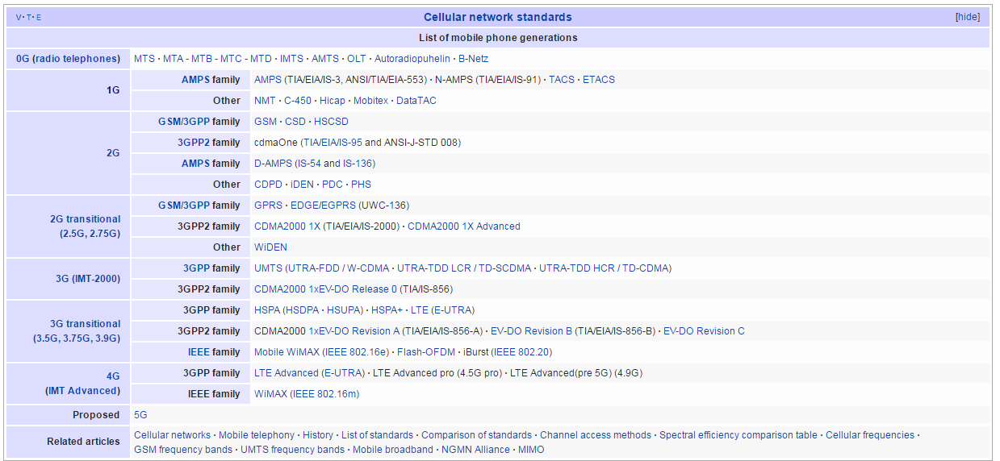 V · T · E Cellular network standards [hide]
List of mobile phone generations
0G (radio telephones) MTS · MTA - MTB - MTC - MTD · IMTS · AMTS · OLT · Autoradiopuhelin · B-Netz
1G
AMPS family AMPS (TIA/EIA/IS-3, ANSI/TIA/EIA-553) · N-AMPS (TIA/EIA/IS-91) · TACS · ETACS
Other NMT · C-450 · Hicap · Mobitex · DataTAC
2G
GSM/3GPP family GSM · CSD · HSCSD
3GPP2 family cdmaOne (TIA/EIA/IS-95 and ANSI-J-STD 008)
AMPS family D-AMPS (IS-54 and IS-136)
Other CDPD · iDEN · PDC · PHS
2G transitional
(2.5G, 2.75G)
GSM/3GPP family GPRS · EDGE/EGPRS (UWC-136)
3GPP2 family CDMA2000 1X (TIA/EIA/IS-2000) · CDMA2000 1X Advanced
Other WiDEN
3G (IMT-2000)
3GPP family UMTS (UTRA-FDD / W-CDMA · UTRA-TDD LCR / TD-SCDMA · UTRA-TDD HCR / TD-CDMA)
3GPP2 family CDMA2000 1xEV-DO Release 0 (TIA/IS-856)
3G transitional
(3.5G, 3.75G, 3.9G)
3GPP family HSPA (HSDPA · HSUPA) · HSPA+ · LTE (E-UTRA)
3GPP2 family CDMA2000 1xEV-DO Revision A (TIA/EIA/IS-856-A) · EV-DO Revision B (TIA/EIA/IS-856-B) · EV-DO Revision C
IEEE family Mobile WiMAX (IEEE 802.16e) · Flash-OFDM · iBurst (IEEE 802.20)
4G
(IMT Advanced)
3GPP family LTE Advanced (E-UTRA) · LTE Advanced pro (4.5G pro) · LTE Advanced(pre 5G) (4.9G)
IEEE family WiMAX (IEEE 802.16m)
Proposed 5G
Related articles
Cellular networks · Mobile telephony · History · List of standards · Comparison of standards · Channel access methods · Spectral efficiency comparison table · Cellular frequencies ·
GSM frequency bands · UMTS frequency bands · Mobile broadband · NGMN Alliance · MIMO